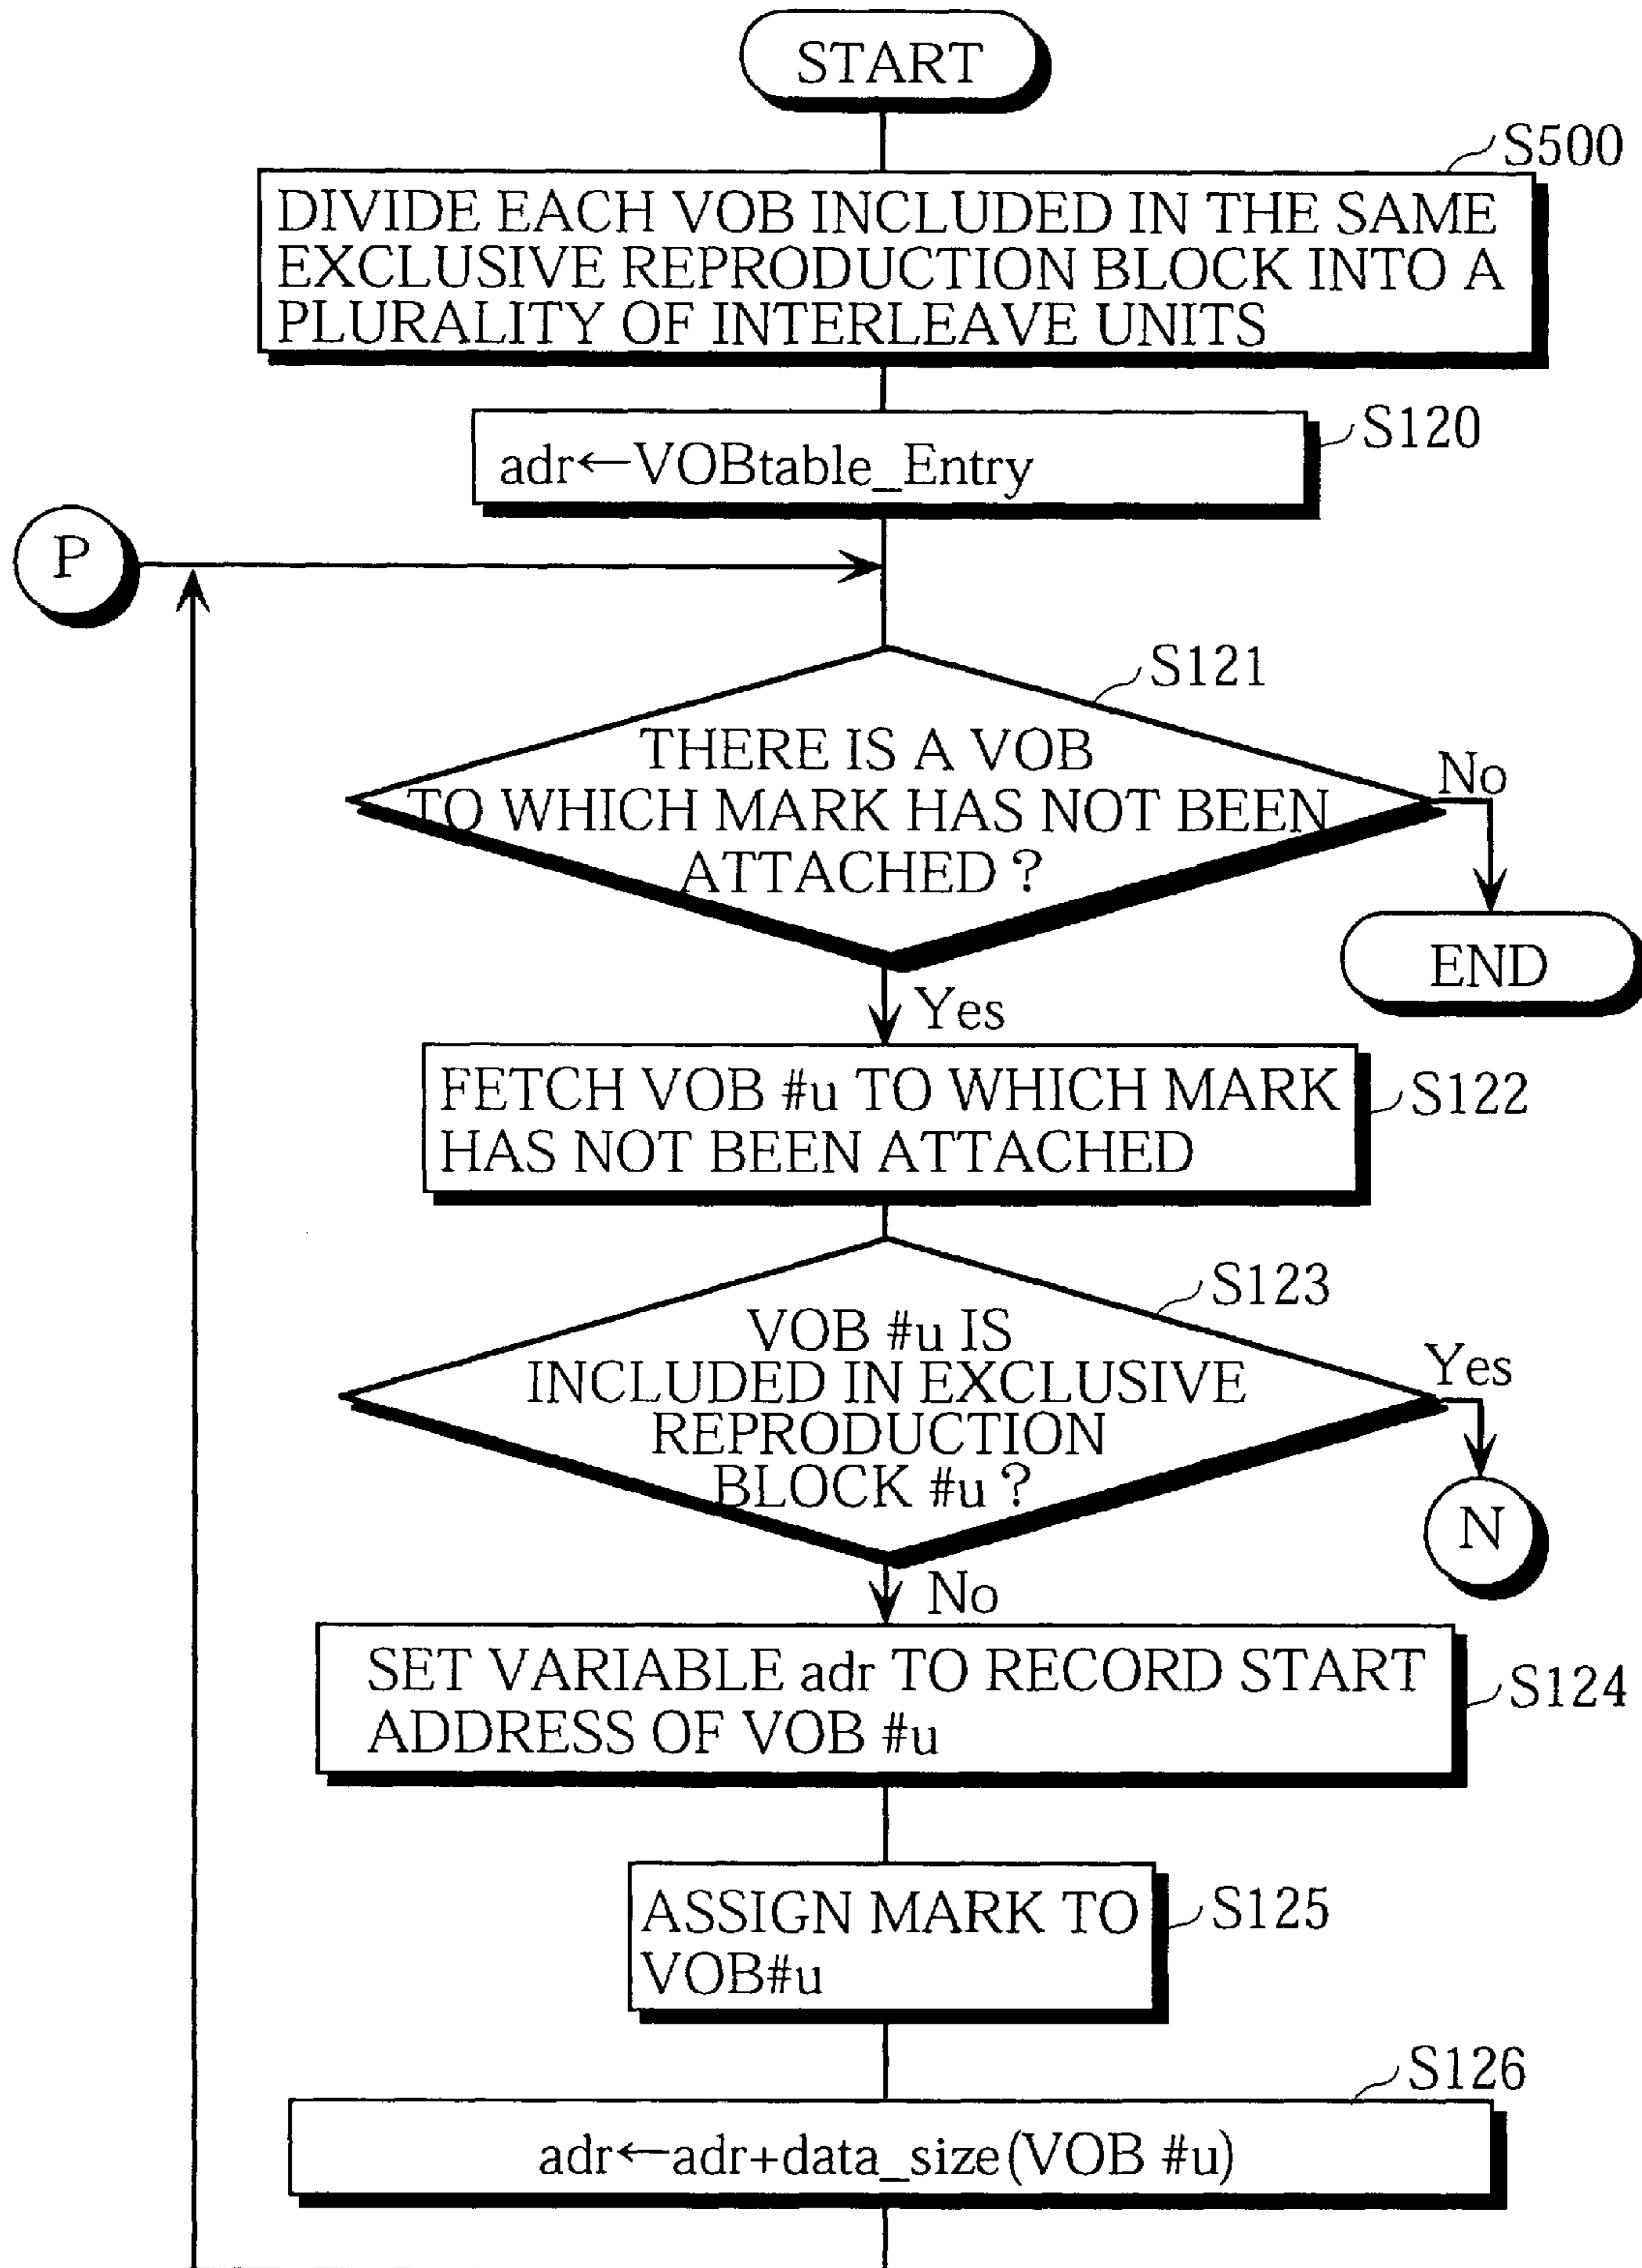 START
S500
DIVIDE EACH VOB INCLUDED IN THE SAME
EXCLUSIVE REPRODUCTION BLOCK INTO A
PLURALITY OF INTERLEAVE UNITS
S120
adr←VOBtable_Entry
P
S121
THERE IS A VOB
TO WHICH MARK HAS NOT BEEN
ATTACHED ?
No
END
Yes
FETCH VOB #u TO WHICH MARK
HAS NOT BEEN ATTACHED
S122
S123
VOB #u IS
INCLUDED IN EXCLUSIVE
REPRODUCTION
BLOCK #u ?
Yes
N
No
SET VARIABLE adr TO RECORD START
ADDRESS OF VOB #u
S124
ASSIGN MARK TO
VOB#u
S125
S126
adr←adr+data_size(VOB #u)